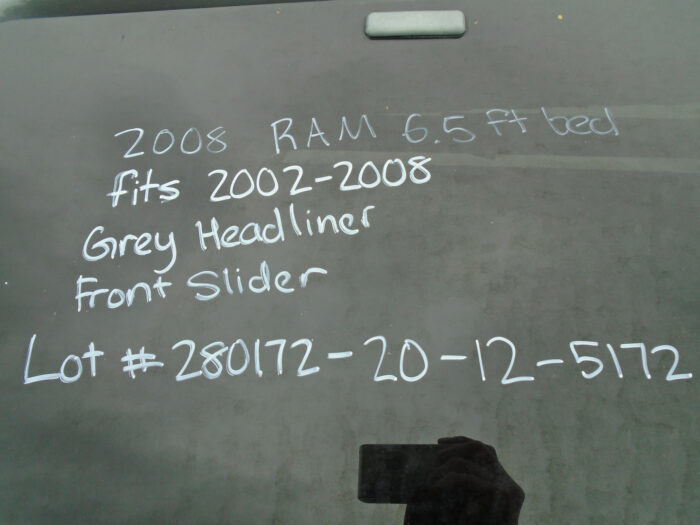 2008 RAM 6.5 ft bed
fits 2002-2008
Grey Headliner
Front Slider
Lot # 280172-20-12-5172